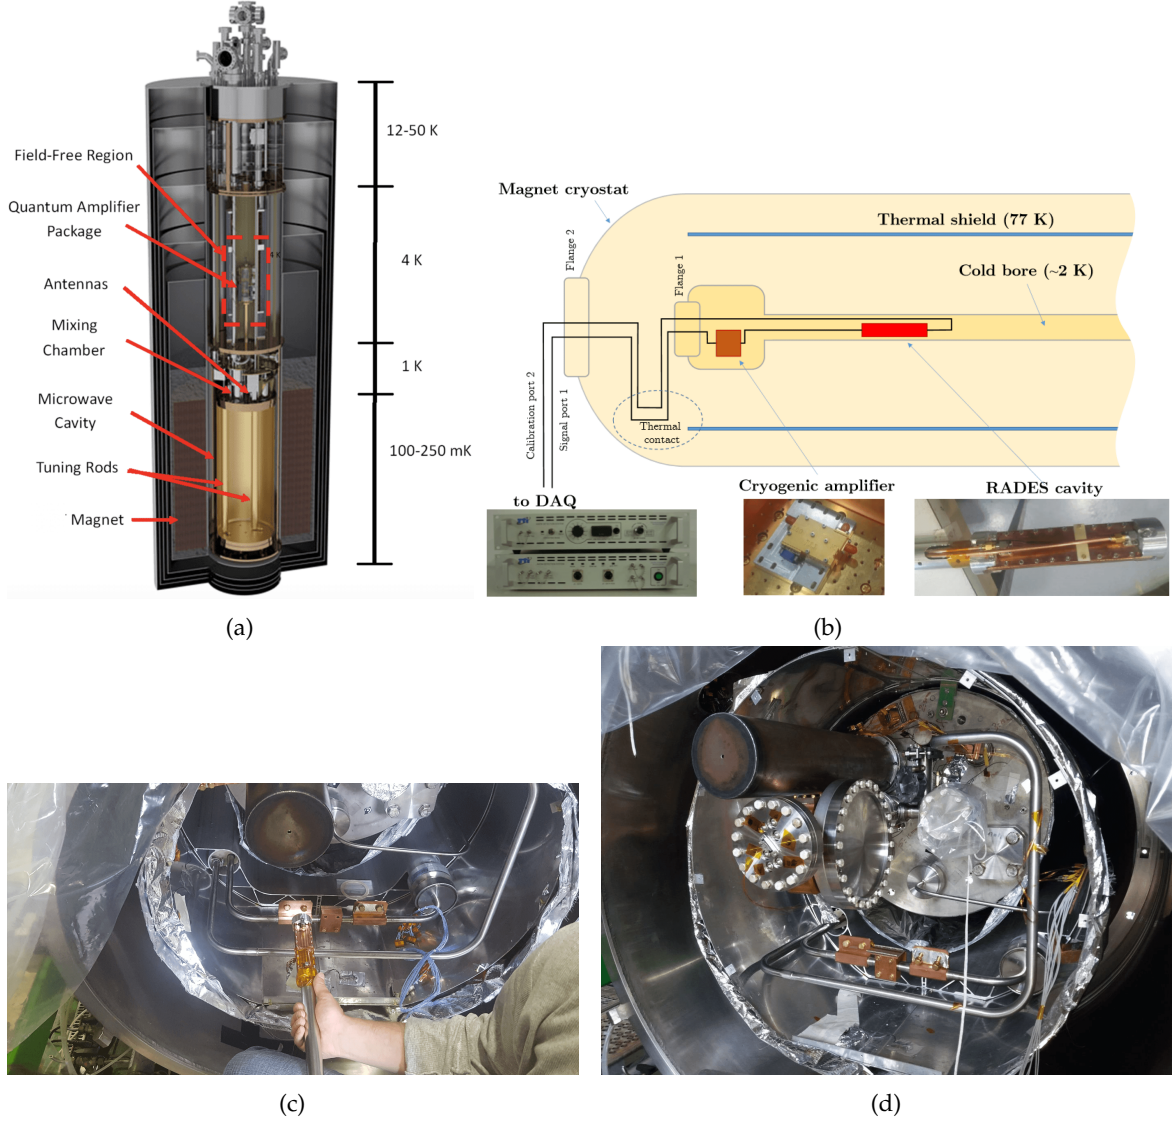 Field-Free Region
Quantum Amplifier
Package
Antennas
Mixing
Chamber
Microwave
Cavity
Tuning Rods
Magnet
12-50 K
4 K
4 K
1 K
100-250 mK
(a)
Magnet cryostat
Thermal shield (77 K)
Cold bore (~2 K)
Flange 2
Flange 1
Calibration port 2
Signal port 1
Thermal
contact
to DAQ
Cryogenic amplifier
RADES cavity
(b)
(c)
(d)